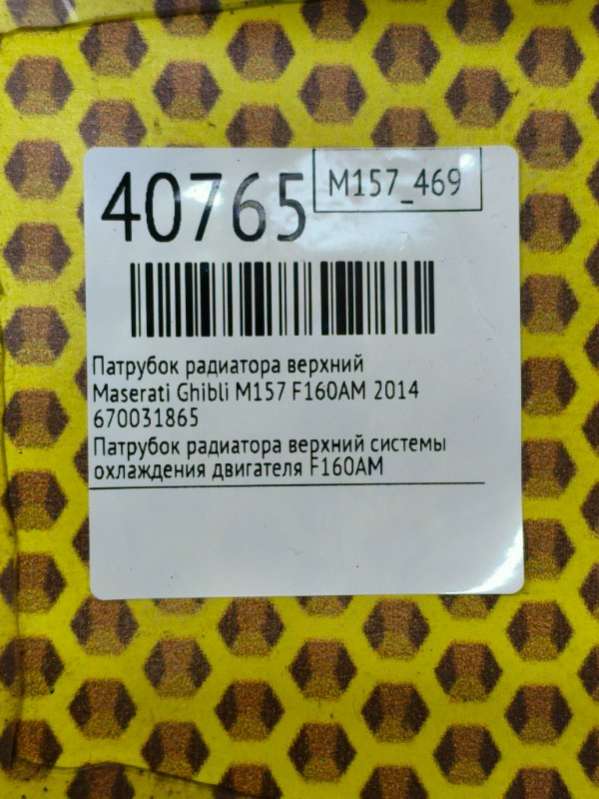 40765
M157_469
Патрубок радиатора верхний
Maserati Ghibli M157 F160AM 2014
670031865
Патрубок радиатора верхний системы
охлаждения двигателя F160AM